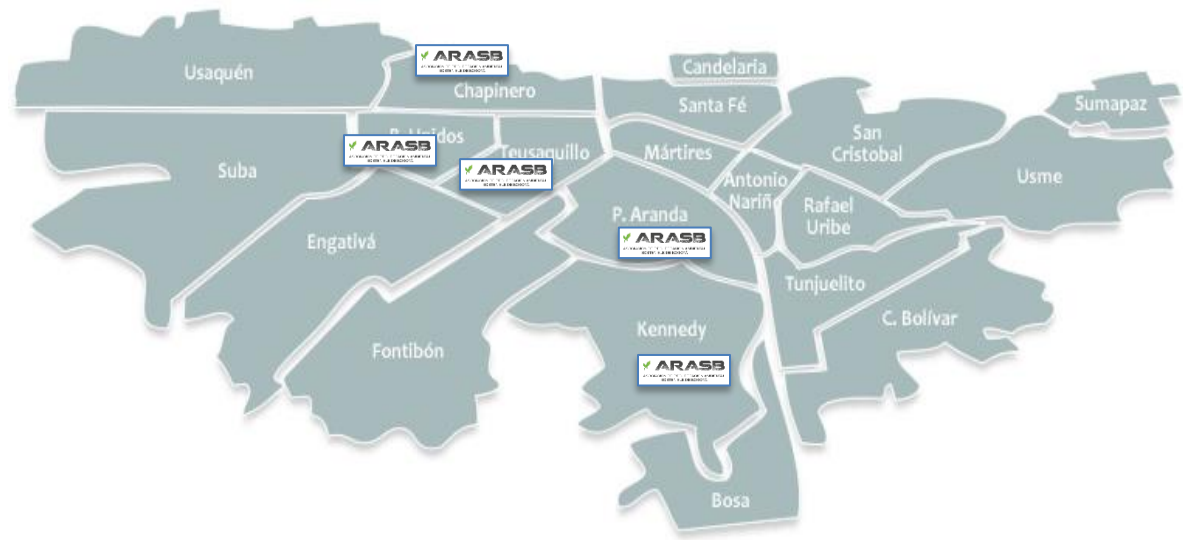 Usaquén
ARASB
Chapinero
Candelaria
Santa Fé
Sumapaz
ARASB
Teusaquillo
ARASB
Suba
Mártires
San
Cristobal
Usme
Antonio
Nariño
Rafael
Uribe
Engativá
P. Aranda
ARASB
Tunjuelito
C. Bolívar
Fontibón
Kennedy
ARASB
Bosa